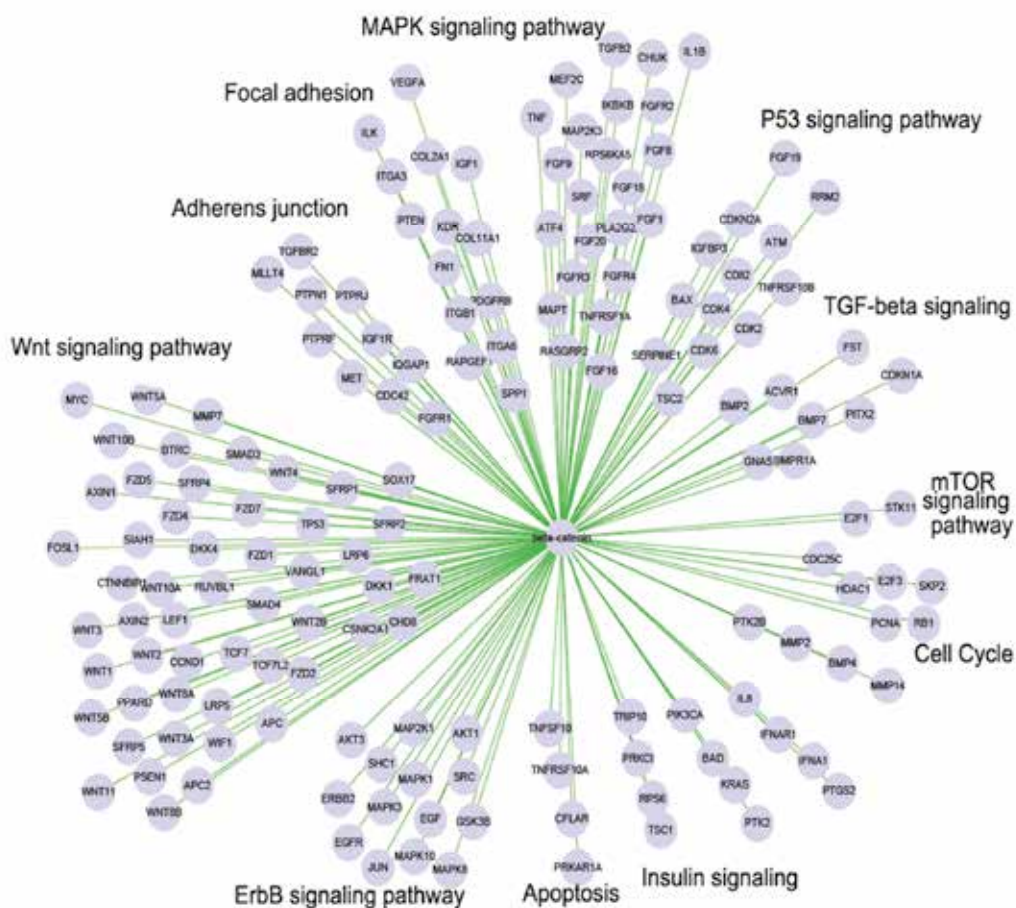 MAPK signaling pathway
TGFB2
CHUK
IL1B
VEGFA
MEF2C
Focal adhesion
IKBKB
FGFR2
TNF
P53 signaling pathway
ILK
MAP2K3
COL2A1
IGF1
FGF9
RPS6KA5
FGF8
FGF19
ITGA3
SRF
FGF18
RRM2
Adherens junction
PTEN
KDR
ATF4
PLA2G2
FGF1
CDKN2A
COL11A1
FGF20
IGFBP3
ATM
TGFBR2
MLLT4
FN1
FGFR3
FGFR4
CD82
PTPN1
PTPRJ
PDGFRB
BAX
TNFRSF10B
TGF-beta signaling
ITGB1
MAPT
TNFRSF1A
CDK4
CDK2
Wnt signaling pathway
PTPRF
IGF1R
ITGA6
RASGRP2
SERPINE1
CDK6
FST
IQGAP1
RAPGEF1
MET
FGF16
CDKN1A
MYC
WNT5A
CDC42
SPP1
TSC2
BMP2
ACVR1
MMP7
FGFR1
BMP7
PITX2
WNT10B
BTRC
SMAD3
WNT4
GNAS
BMPR1A
AXIN1
FZD5
SFRP4
SFRP1
SOX17
mTOR
signaling
pathway
STK11
FZD4
FZD7
TP53
SFRP2
E2F1
FOSL1
SIAH1
DKK4
FZD1
LRP6
beta-catenin
VANGL1
CDC25C
CTNNBIP1
WNT10A
RUVBL1
DKK1
FRAT1
HDAC1
E2F3
SKP2
SMAD4
WNT3
AXIN2
LEF1
WNT2B
CSNK2A1
CHD8
PTK2B
PCNA
RB1
WNT1
WNT2
CCND1
TCF7
TCF7L2
FZD2
MMP2
Cell Cycle
BMP4
MMP14
WNT5B
PPARD
WNT8A
LRP5
IL8
SFRP5
WNT3A
WIF1
APC
AKT3
MAP2K1
AKT1
TNFSF10
TRIP10
PIK3CA
IFNAR1
PSEN1
SHC1
PRKCI
BAD
IFNA1
WNT11
APC2
MAPK1
SRC
TNFRSF10A
PTGS2
WNT8B
ERBB2
MAPK3
RPS6
KRAS
EGFR
EGF
GSK3B
CFLAR
TSC1
PTK2
JUN
MAPK10
MAPK8
PRKAR1A
Insulin signaling
ErbB signaling pathway
Apoptosis